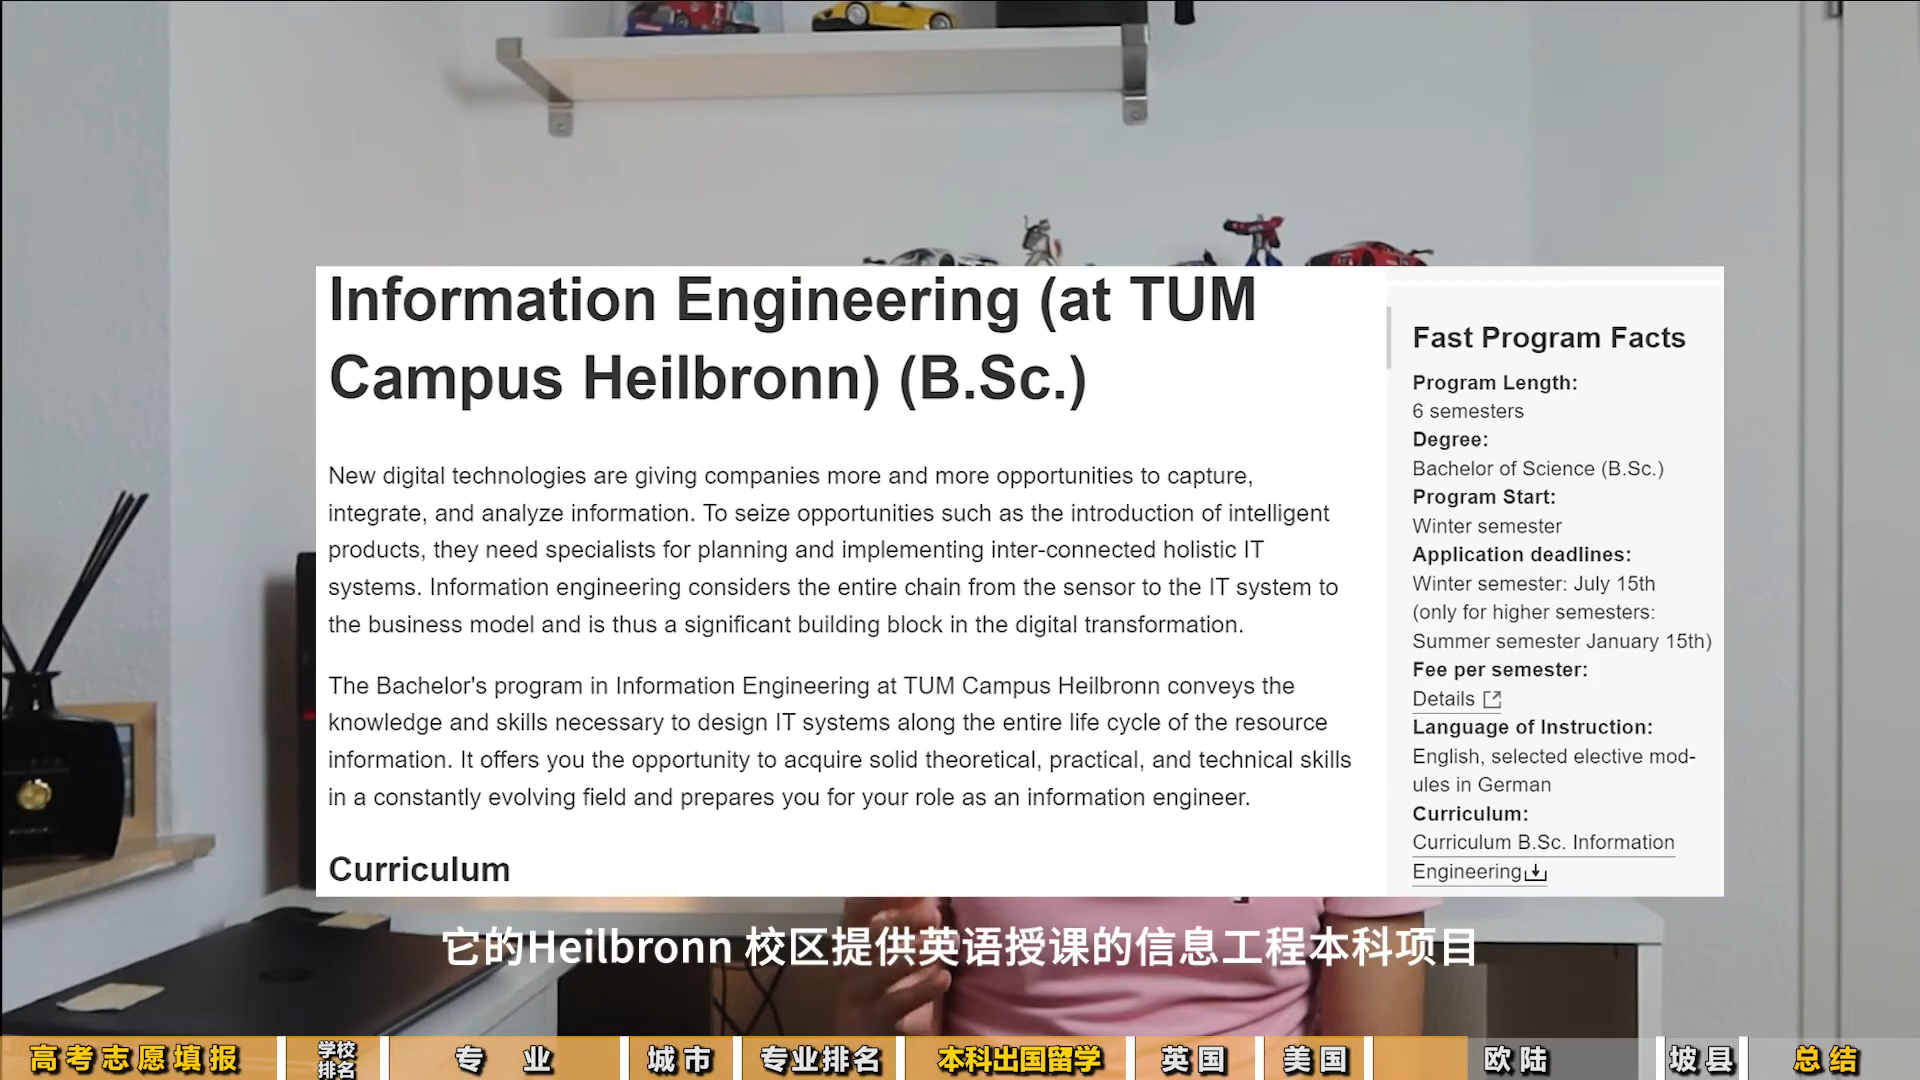 Information Engineering (at TUM
Campus Heilbronn) (B.Sc.)
New digital technologies are giving companies more and more opportunities to capture,
integrate, and analyze information. To seize opportunities such as the introduction of intelligent
products, they need specialists for planning and implementing inter-connected holistic IT
systems. Information engineering considers the entire chain from the sensor to the IT system to
the business model and is thus a significant building block in the digital transformation.
The Bachelor's program in Information Engineering at TUM Campus Heilbronn conveys the
knowledge and skills necessary to design IT systems along the entire life cycle of the resource
information. It offers you the opportunity to acquire solid theoretical, practical, and technical skills
in a constantly evolving field and prepares you for your role as an information engineer.
Curriculum
Fast Program Facts
Program Length:
6 semesters
Degree:
Bachelor of Science (B.Sc.)
Program Start:
Winter semester
Application deadlines:
Winter semester: July 15th
(only for higher semesters:
Summer semester January 15th)
Fee per semester:
Details
Language of Instruction:
English, selected elective mod-
ules in German
Curriculum:
Curriculum B.Sc. Information
Engineering
它的Heilbronn 校区提供英语授课的信息工程本科项目
高考志愿填报
学校
排名
专 业
城市
专业排名
本科出国留学
英国
美国
欧陆
坡县
总结